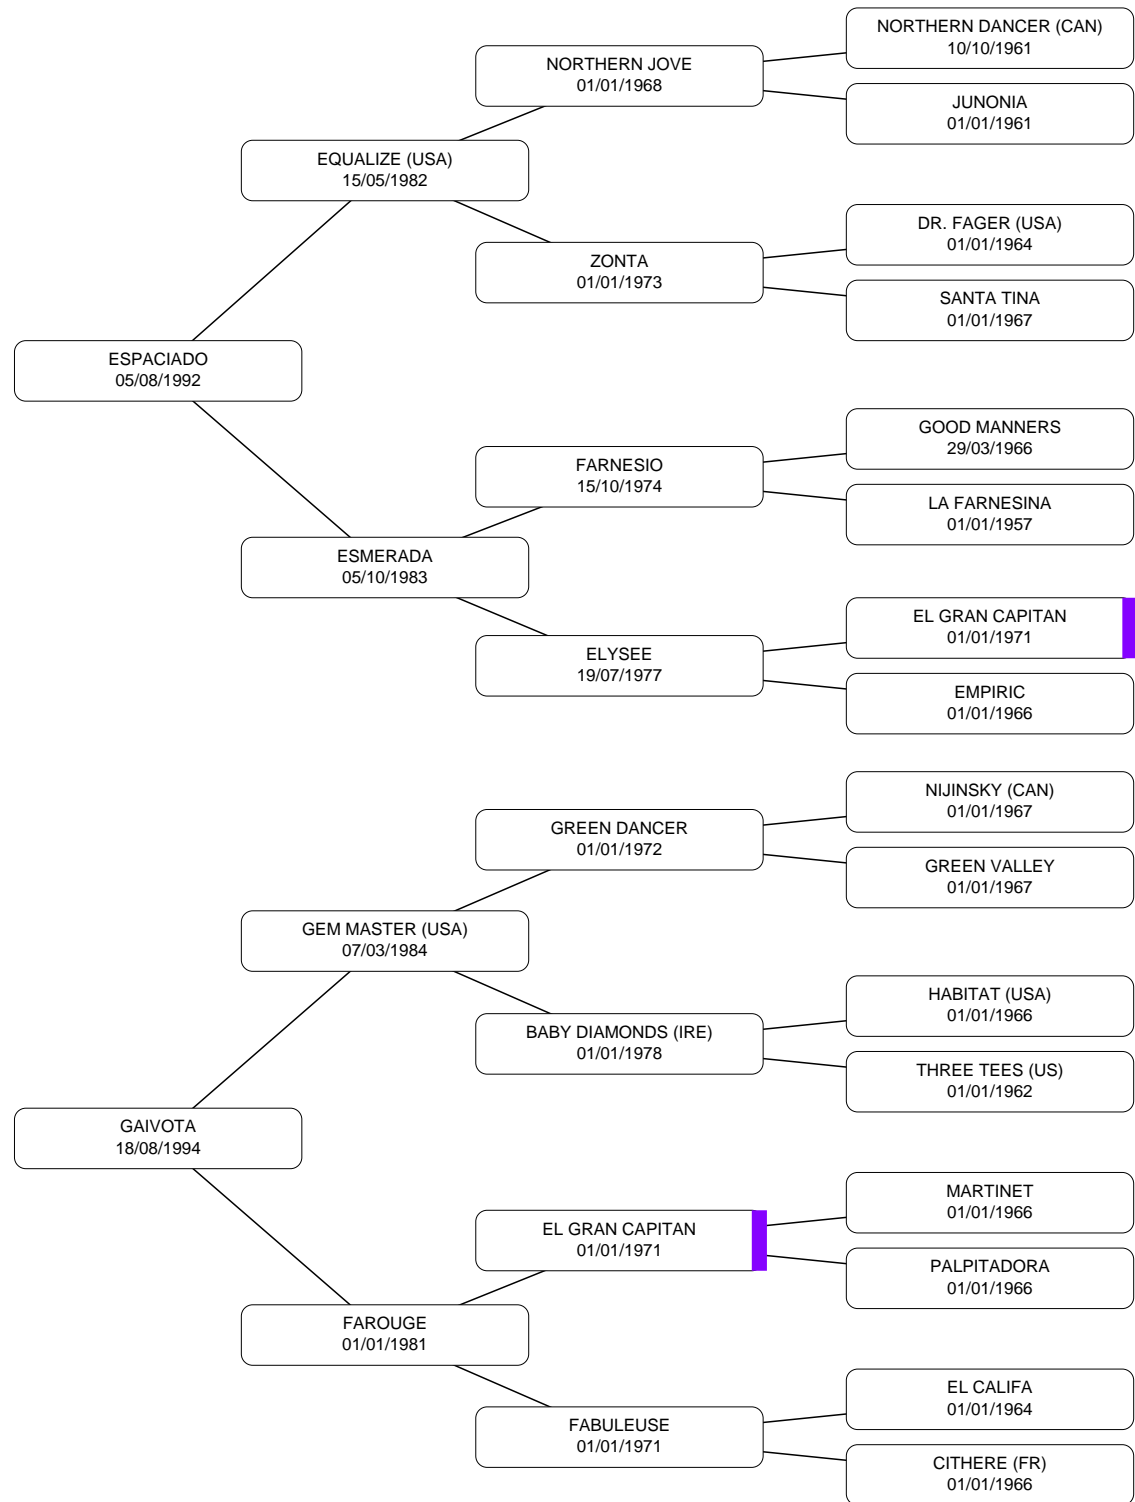 NORTHERN DANCER (CAN)
10/10/1961
NORTHERN JOVE
01/01/1968
JUNONIA
01/01/1961
EQUALIZE (USA)
15/05/1982
DR. FAGER (USA)
01/01/1964
ZONTA
01/01/1973
SANTA TINA
01/01/1967
ESPACIADO
05/08/1992
GOOD MANNERS
29/03/1966
FARNESIO
15/10/1974
LA FARNESINA
01/01/1957
ESMERADA
05/10/1983
EL GRAN CAPITAN
01/01/1971
ELYSEE
19/07/1977
EMPIRIC
01/01/1966
NIJINSKY (CAN)
01/01/1967
GREEN DANCER
01/01/1972
GREEN VALLEY
01/01/1967
GEM MASTER (USA)
07/03/1984
HABITAT (USA)
01/01/1966
BABY DIAMONDS (IRE)
01/01/1978
THREE TEES (US)
01/01/1962
GAIVOTA
18/08/1994
MARTINET
01/01/1966
EL GRAN CAPITAN
01/01/1971
PALPITADORA
01/01/1966
FAROUGE
01/01/1981
EL CALIFA
01/01/1964
FABULEUSE
01/01/1971
CITHERE (FR)
01/01/1966